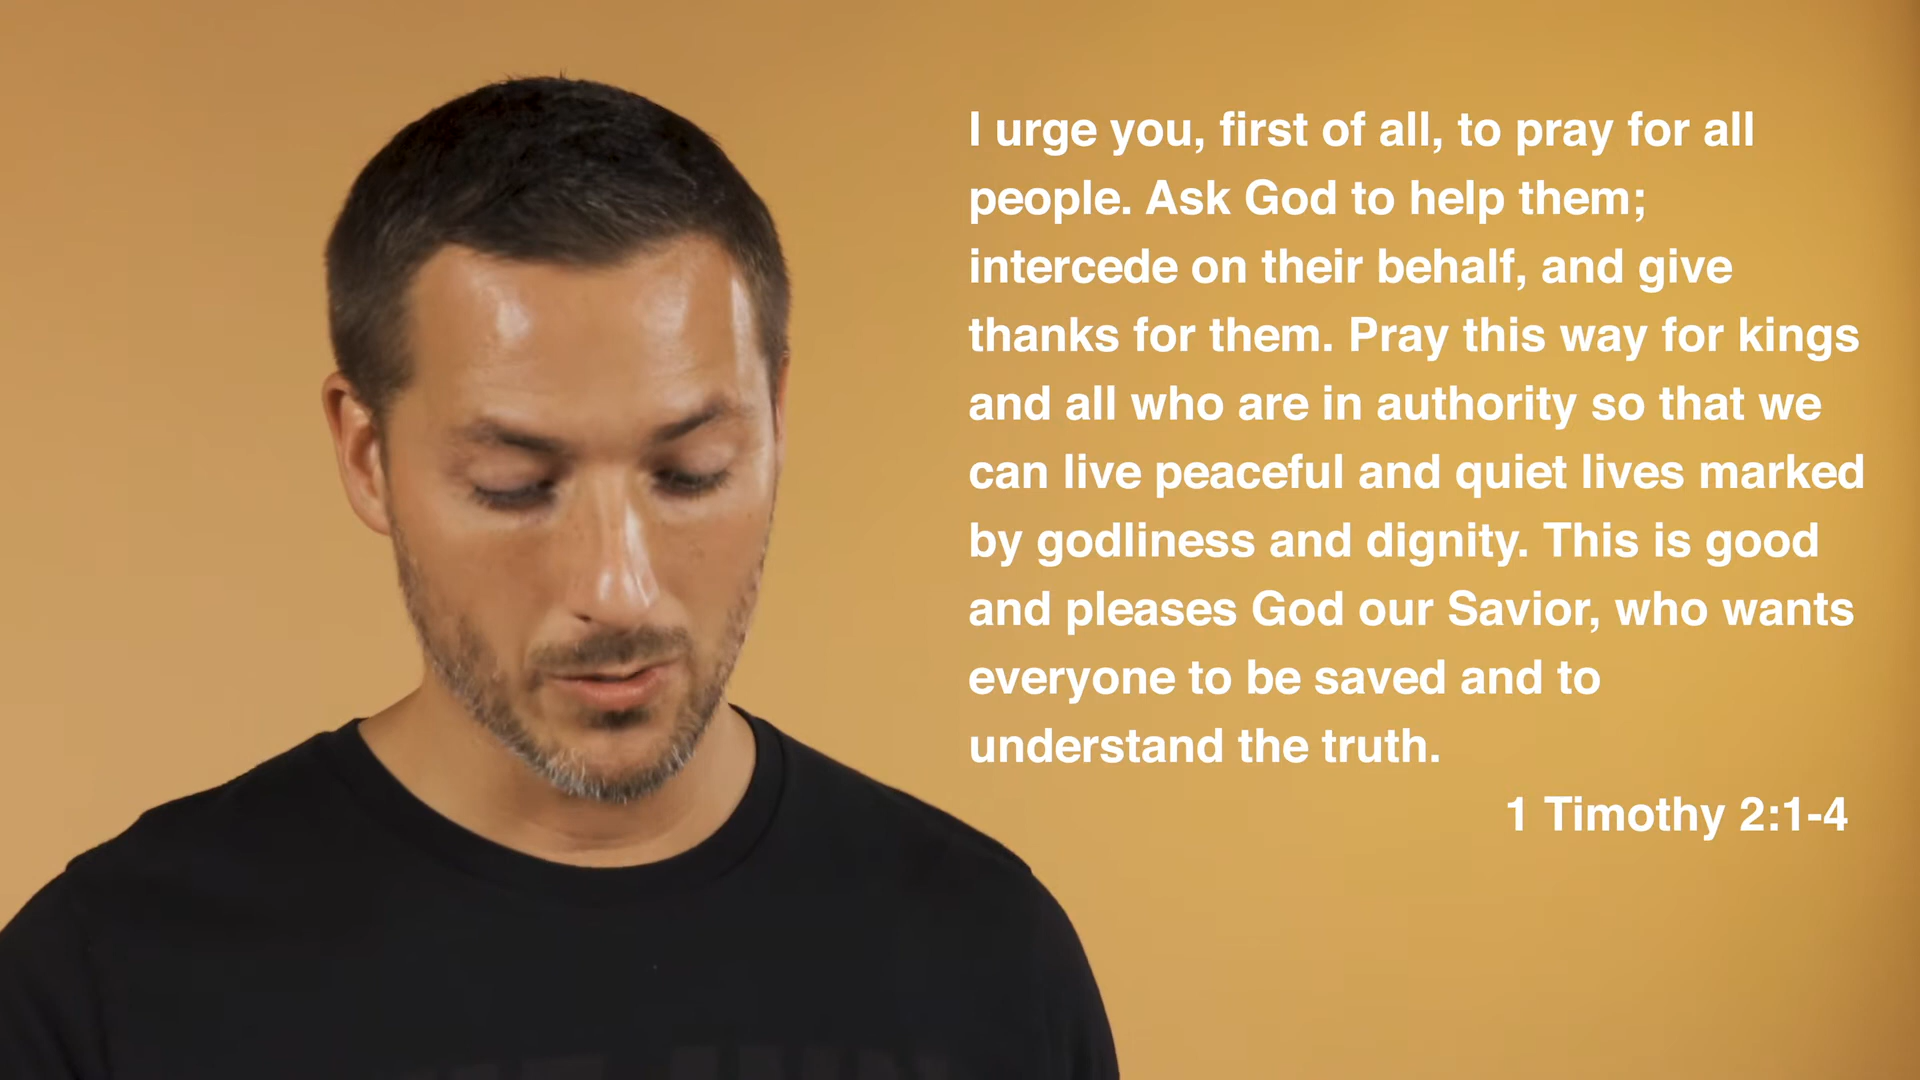 I urge you, first of all, to pray for all
people. Ask God to help them;
intercede on their behalf, and give
thanks for them. Pray this way for kings
and all who are in authority so that we
can live peaceful and quiet lives marked
by godliness and dignity. This is good
and pleases God our Savior, who wants
everyone to be saved and to
understand the truth.
1 Timothy 2:1-4